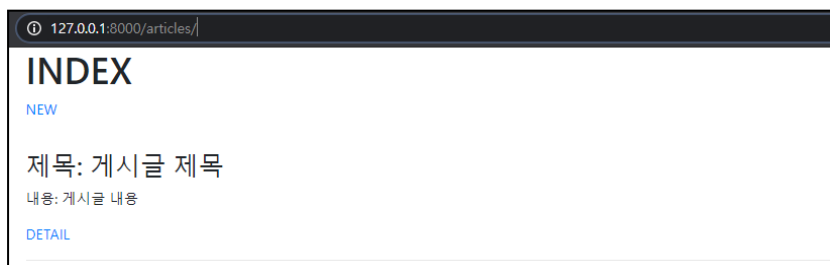 127.0.0.1:8000/articles/
INDEX
NEW
제목: 게시글 제목
내용: 게시글 내용
DETAIL